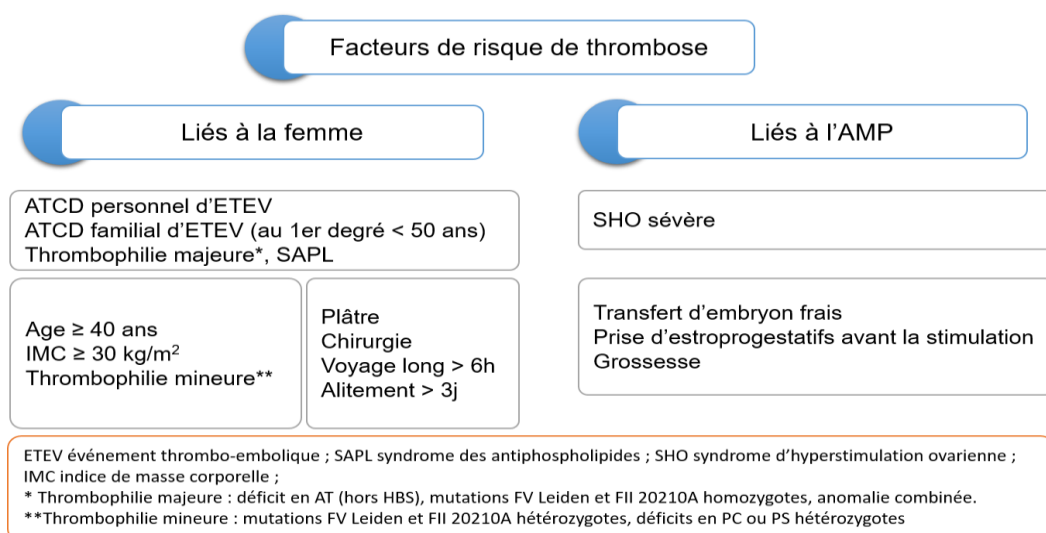 Facteurs de risque de thrombose
Liés à la femme
Liés à l’AMP
ATCD personnel d’ETEV
ATCD familial d’ETEV (au 1er degré < 50 ans)
Thrombophilie majeure*, SAPL
SHO sévère
Age ≥ 40 ans
IMC ≥ 30 kg/m²
Thrombophilie mineure**
Plâtre
Chirurgie
Voyage long > 6h
Alitement > 3j
Transfert d’embryon frais
Prise d’estroprogestatifs avant la stimulation
Grossesse
ETEV événement thrombo-embolique ; SAPL syndrome des antiphospholipides ; SHO syndrome d’hyperstimulation ovarienne ;
IMC indice de masse corporelle ;
* Thrombophilie majeure : déficit en AT (hors HBS), mutations FV Leiden et FII 20210A homozygotes, anomalie combinée.
**Thrombophilie mineure : mutations FV Leiden et FII 20210A hétérozygotes, déficits en PC ou PS hétérozygotes